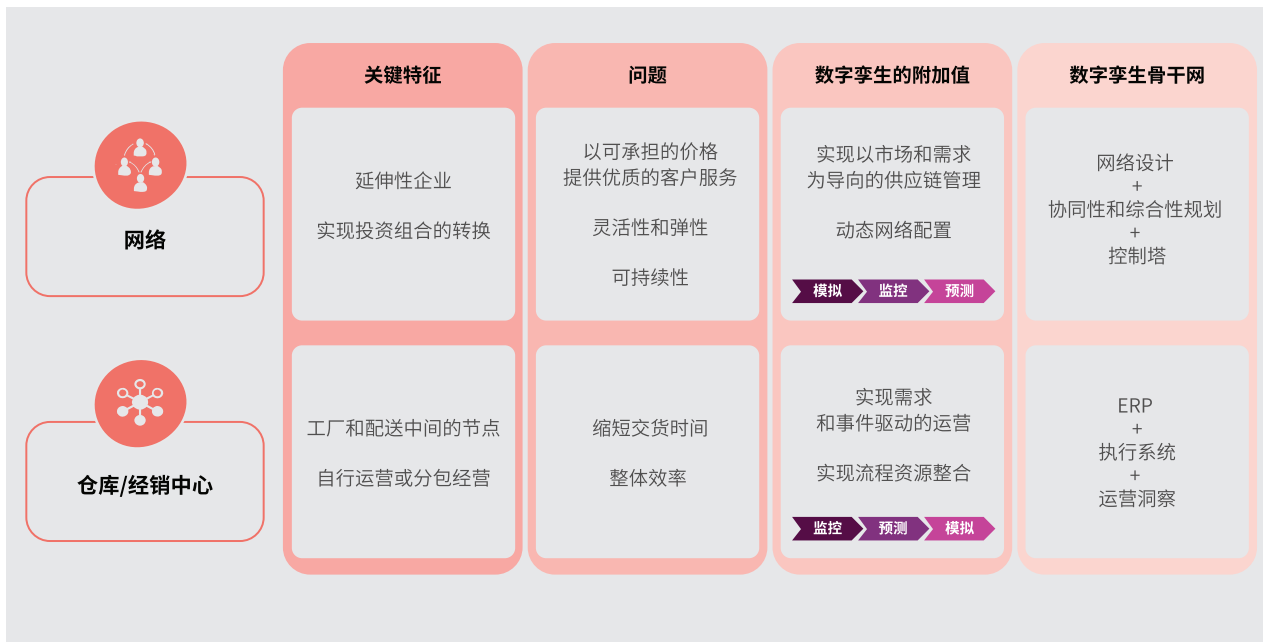 关键特征
问题
数字孪生的附加值
数字孪生骨干网
网络
延伸性企业
实现投资组合的转换
以可承担的价格
提供优质的客户服务
灵活性和弹性
可持续性
实现以市场和需求
为导向的供应链管理
动态网络配置
模拟
监控
预测
网络设计
+
协同性和综合性规划
+
控制塔
仓库/经销中心
工厂和配送中间的节点
自行运营或分包经营
缩短交货时间
整体效率
实现需求
和事件驱动的运营
实现流程资源整合
监控
预测
模拟
ERP
+
执行系统
+
运营洞察